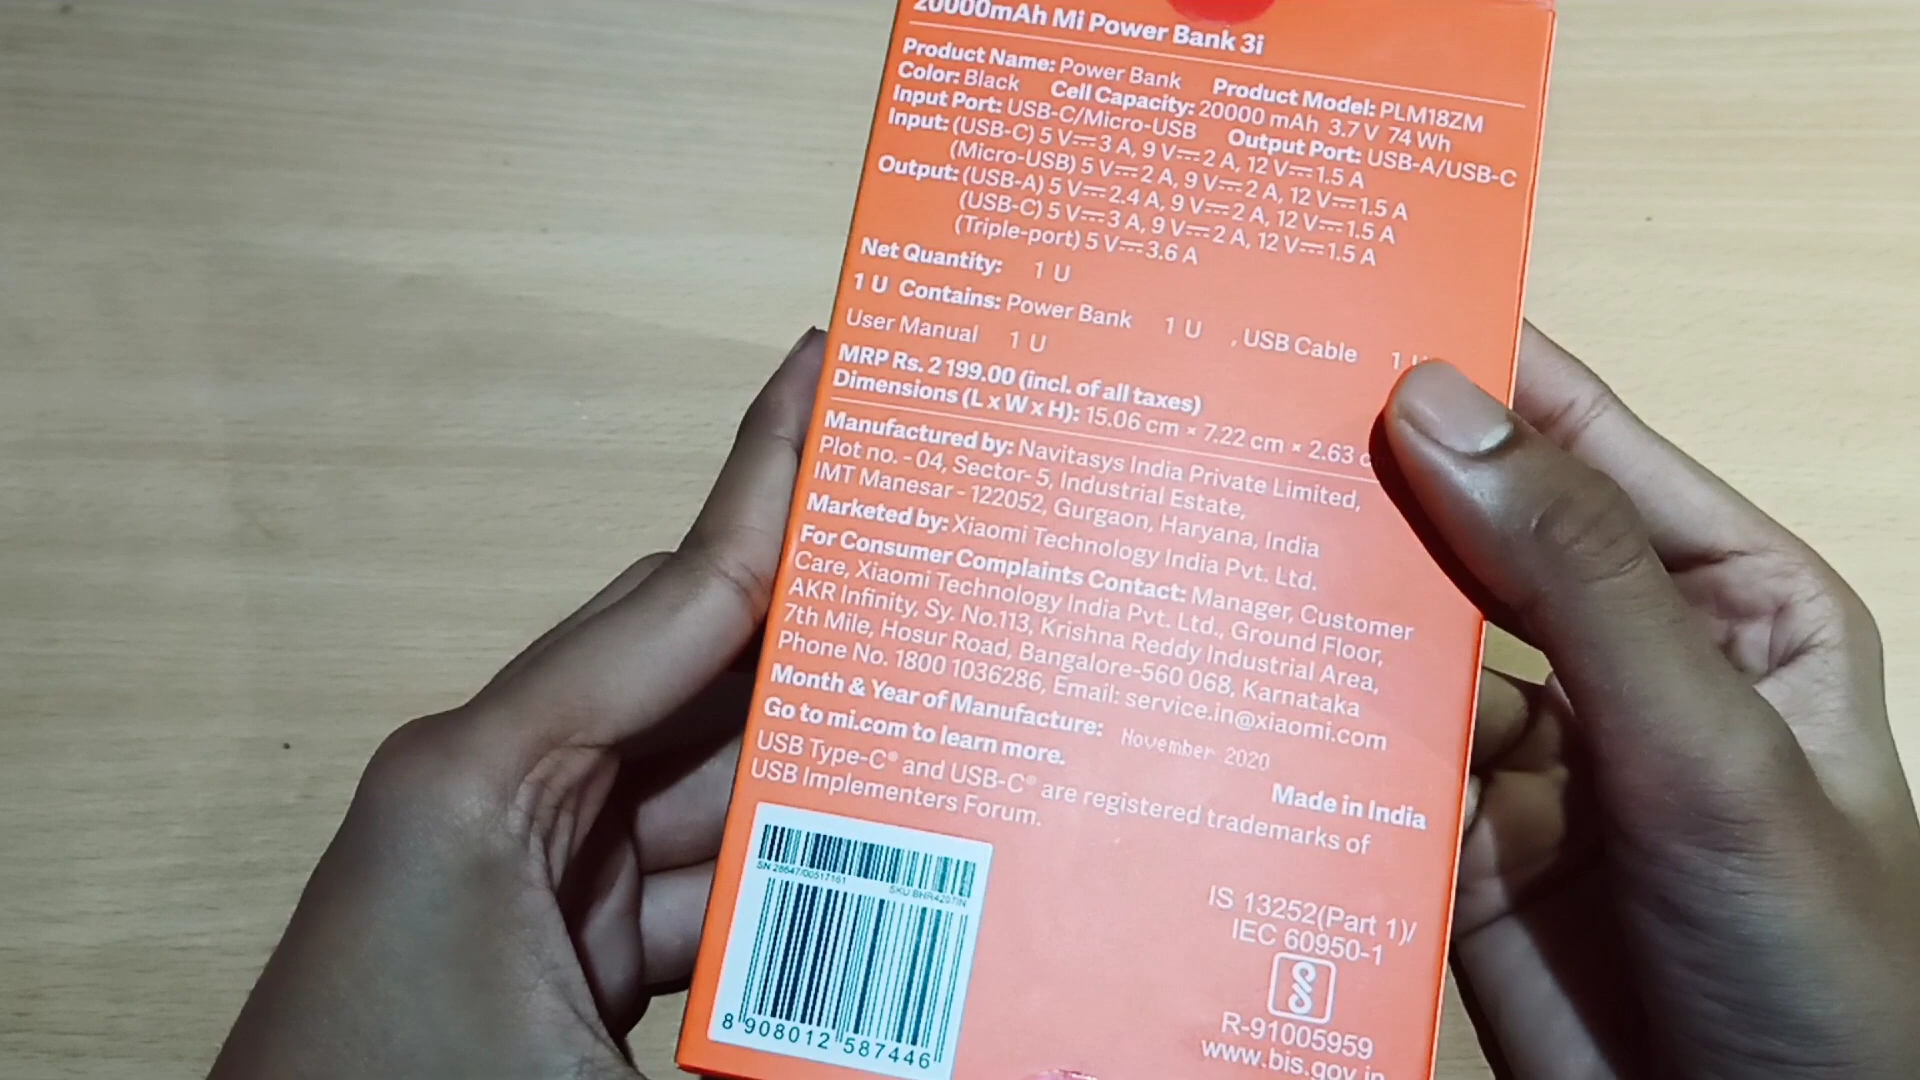 20000mAh Mi Power Bank 3i
Product Name: Power Bank Product Model: PLM18ZM
Color: Black Cell Capacity: 20000 mAh 3.7 V 74 Wh
Input Port: USB-C/Micro-USB Output Port: USB-A/USB-C
Input: (USB-C) 5 V⎓3 A, 9 V⎓2 A, 12 V⎓1.5 A
(Micro-USB) 5 V⎓2 A, 9 V⎓2 A, 12 V⎓1.5 A
Output: (USB-A) 5 V⎓2.4 A, 9 V⎓2 A, 12 V⎓1.5 A
(USB-C) 5 V⎓3 A, 9 V⎓2 A, 12 V⎓1.5 A
(Triple-port) 5 V⎓3.6 A
Net Quantity: 1 U
1 U Contains: Power Bank 1 U , USB Cable 1
User Manual 1 U
MRP Rs. 2 199.00 (incl. of all taxes)
Dimensions (L x W x H): 15.06 cm × 7.22 cm × 2.63
Manufactured by: Navitasys India Private Limited,
Plot no. - 04, Sector- 5, Industrial Estate,
IMT Manesar - 122052, Gurgaon, Haryana, India
Marketed by: Xiaomi Technology India Pvt. Ltd.
For Consumer Complaints Contact: Manager, Customer
Care, Xiaomi Technology India Pvt. Ltd., Ground Floor,
AKR Infinity, Sy. No.113, Krishna Reddy Industrial Area,
7th Mile, Hosur Road, Bangalore-560 068, Karnataka
Phone No. 1800 1036286, Email: service.in@xiaomi.com
Month & Year of Manufacture: November 2020
Go to mi.com to learn more.
Made in India
USB Type-C® and USB-C® are registered trademarks of
USB Implementers Forum.
SN 28647/00517161 SKU:BHR4297IN
8 908012 587446
IS 13252(Part 1)/
IEC 60950-1
R-91005959
www.bis.gov.in